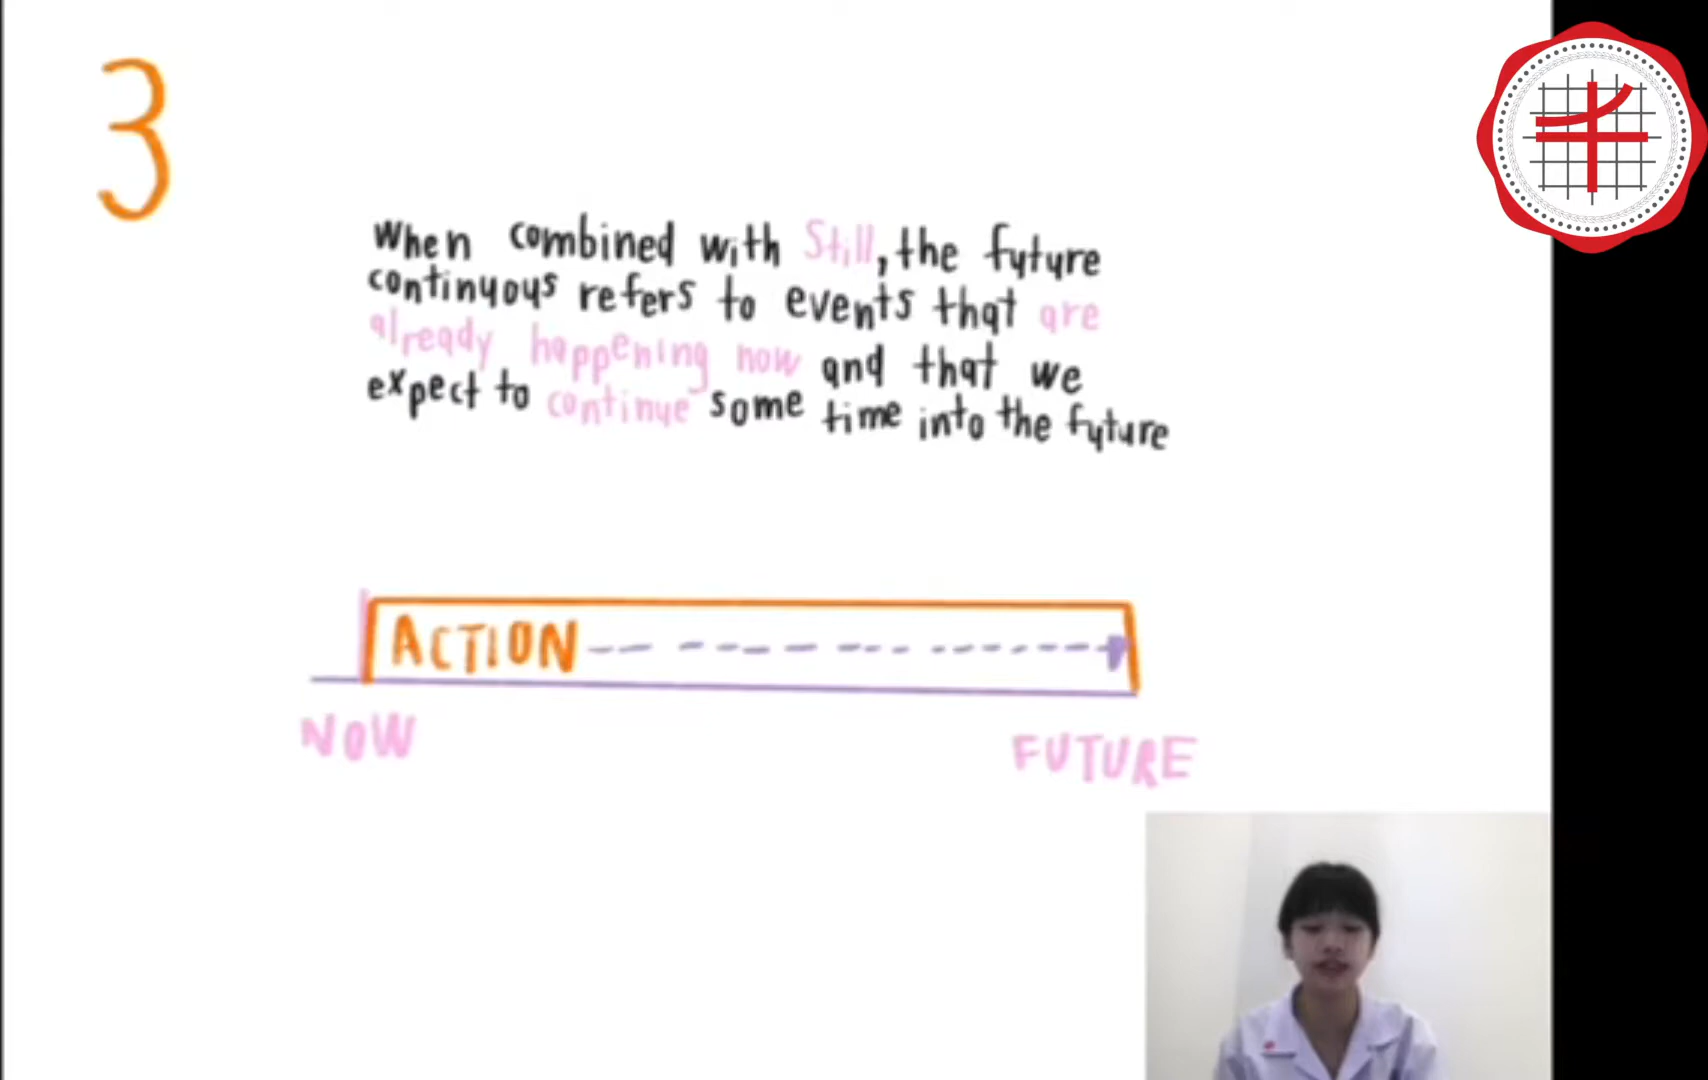 3
When combined with Still, the future
continuous refers to events that are
already happening now and that we
expect to continue some time into the future
ACTION
NOW
FUTURE